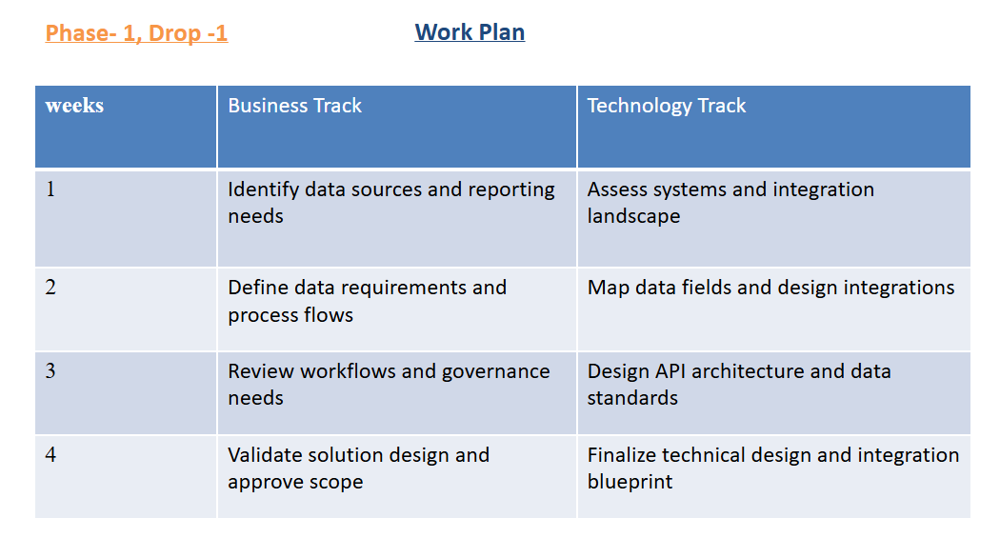 Phase- 1, Drop -1
Work Plan
weeks
Business Track
Technology Track
1
Identify data sources and reporting
needs
Assess systems and integration
landscape
2
Define data requirements and
process flows
Map data fields and design integrations
3
Review workflows and governance
needs
Design API architecture and data
standards
4
Validate solution design and
approve scope
Finalize technical design and integration
blueprint